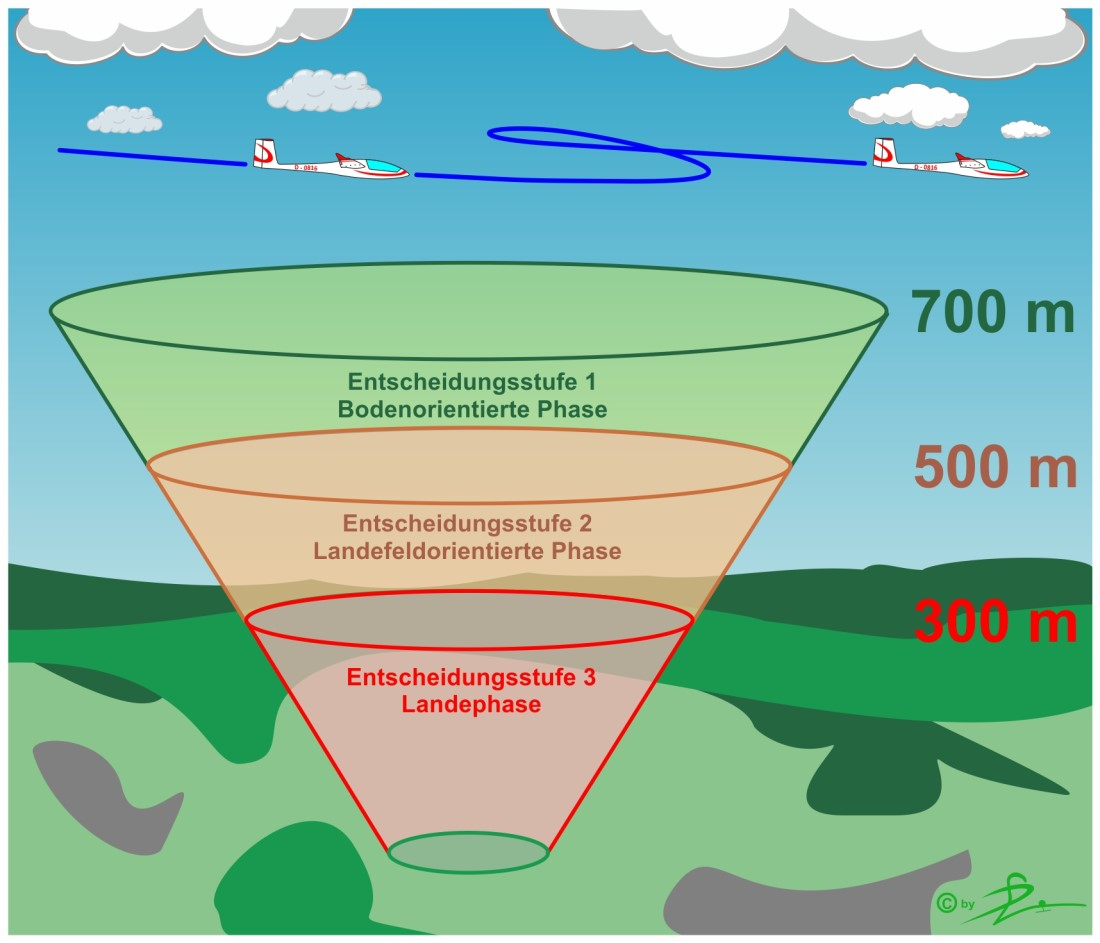 D - 0816
D - 0816
700 m
Entscheidungsstufe 1
Bodenorientierte Phase
500 m
Entscheidungsstufe 2
Landefeldorientierte Phase
300 m
Entscheidungsstufe 3
Landephase
© by